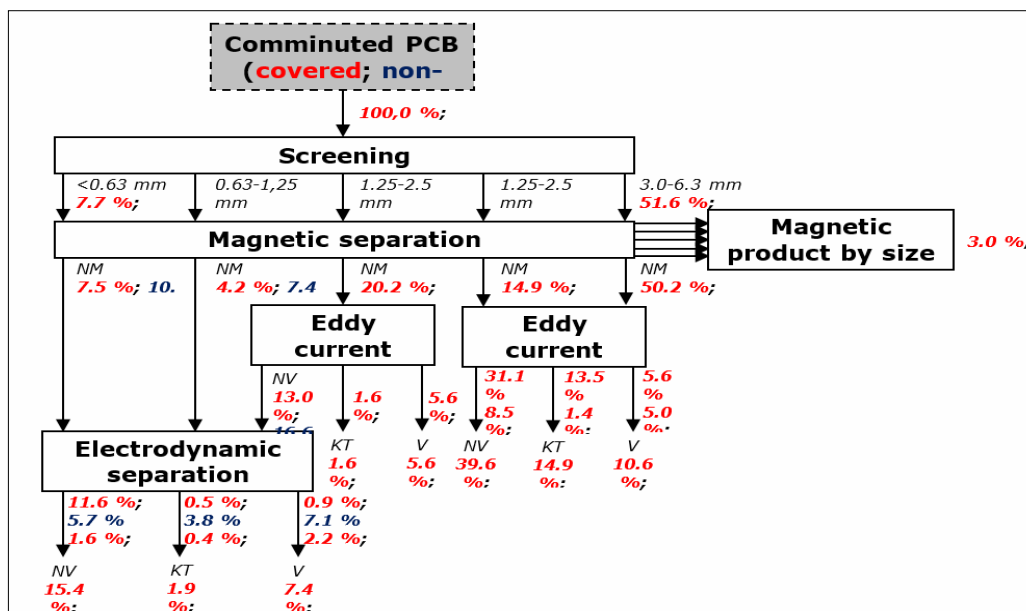 Comminuted PCB
(covered; non-
100,0 %;
Screening
<0.63 mm
7.7 %;
0.63-1,25
mm
1.25-2.5
mm
1.25-2.5
mm
3.0-6.3 mm
51.6 %;
Magnetic separation
Magnetic
product by size
3.0 %;
NM
7.5 %; 10.
NM
4.2 %; 7.4
NM
20.2 %;
NM
14.9 %;
NM
50.2 %;
Eddy
current
Eddy
current
NV
13.0
%;
1.6
%;
5.6
%;
31.1
%
8.5
%;
13.5
%
1.4
%;
5.6
%
5.0
%;
KT
1.6
%;
V
5.6
%;
NV
39.6
%;
KT
14.9
%;
V
10.6
%;
Electrodynamic
separation
11.6 %;
5.7 %
1.6 %;
0.5 %;
3.8 %
0.4 %;
0.9 %;
7.1 %
2.2 %;
NV
15.4
%;
KT
1.9
%;
V
7.4
%;